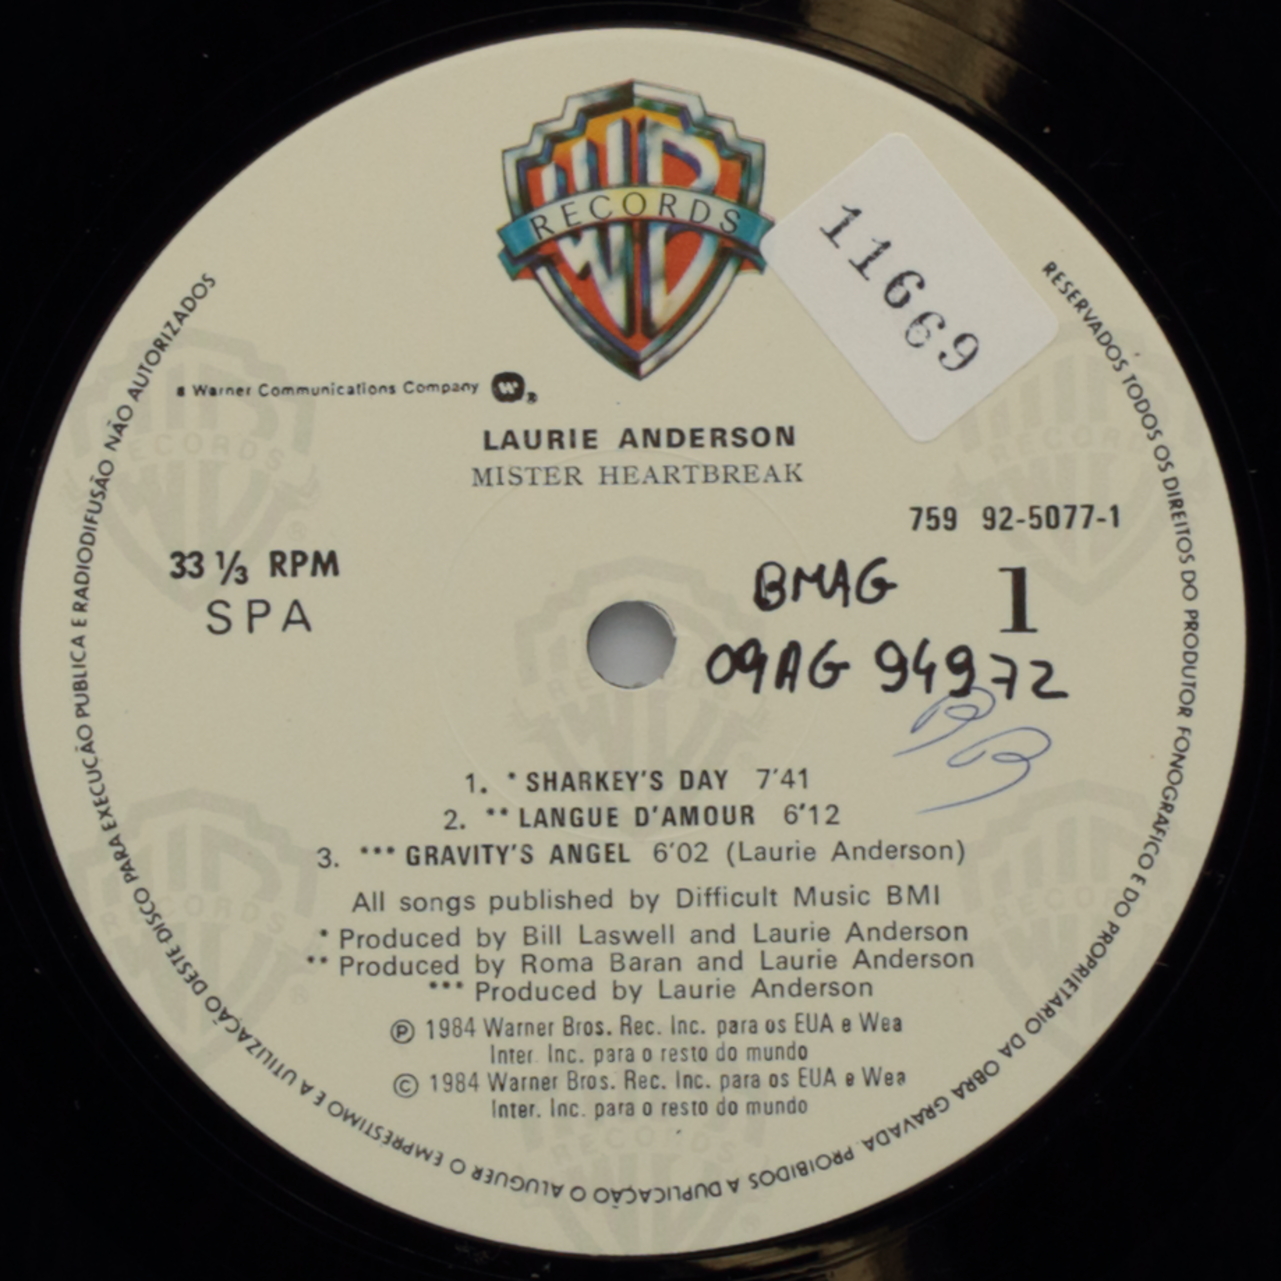 WB
RECORDS
11669
a Warner Communications Company W ®
LAURIE ANDERSON
MISTER HEARTBREAK
759 92-5077-1
33 ⅓ RPM
SPA
1
BMAG
09AG 94972
1. * SHARKEY'S DAY 7'41
2. ** LANGUE D'AMOUR 6'12
3. *** GRAVITY'S ANGEL 6'02 (Laurie Anderson)
All songs published by Difficult Music BMI
* Produced by Bill Laswell and Laurie Anderson
** Produced by Roma Baran and Laurie Anderson
*** Produced by Laurie Anderson
℗ 1984 Warner Bros. Rec. Inc. para os EUA e Wea
Inter. Inc. para o resto do mundo
© 1984 Warner Bros. Rec. Inc. para os EUA e Wea
Inter. Inc. para o resto do mundo
RESERVADOS TODOS OS DIREITOS DO PRODUTOR FONOGRAFICO E DO PROPRIETARIO DA OBRA GRAVADA. PROIBIDOS A DUPLICAÇÃO O ALUGUER O EMPRESTIMO E A UTILIZAÇÃO DESTE DISCO PARA EXECUÇÃO PUBLICA E RADIODIFUSÃO NÃO AUTORIZADOS